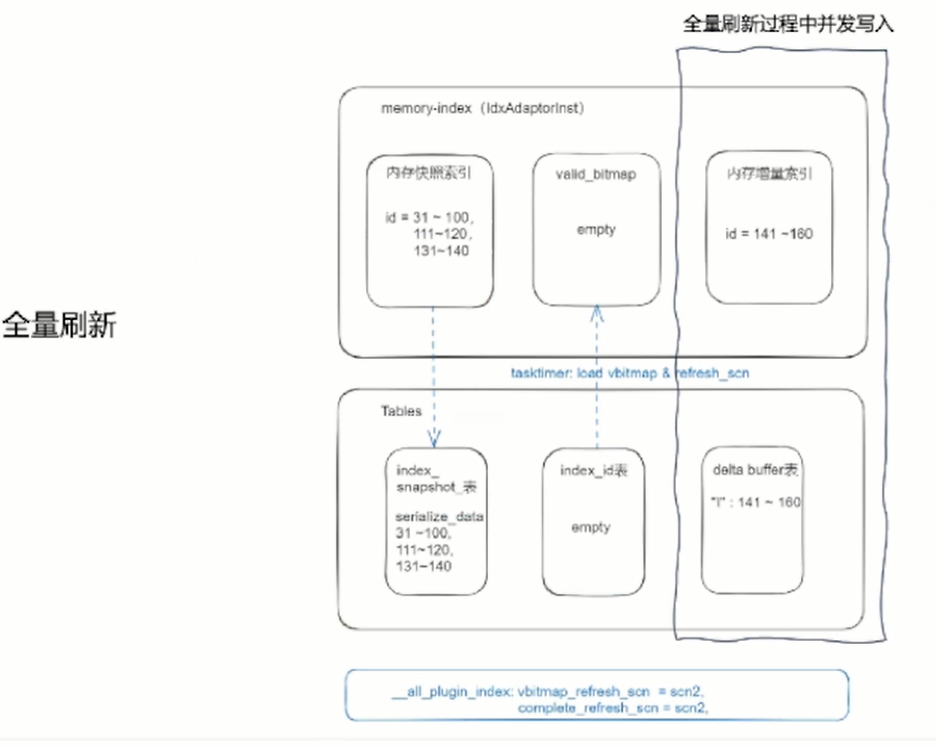 全量刷新过程中并发写入
memory-index（IdxAdaptorInst）
内存快照索引
id = 31 ~ 100,
111~120,
131~140
valid_bitmap
empty
内存增量索引
id = 141 ~160
全量刷新
tasktimer: load vbitmap & refresh_scn
Tables
index_
snapshot_表
serialize_data
31 ~100,
111~120,
131~140
index_id表
empty
delta buffer表
"I" : 141 ~ 160
__all_plugin_index: vbitmap_refresh_scn = scn2,
complete_refresh_scn = scn2,